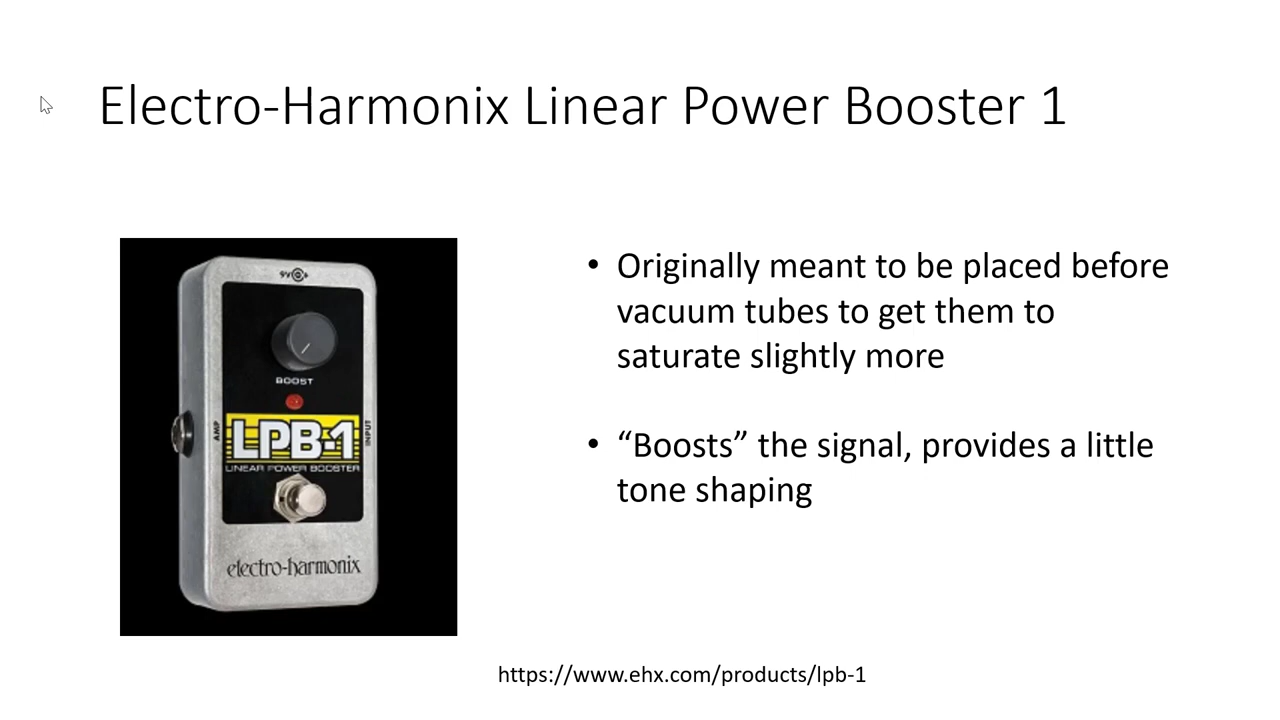 Electro-Harmonix Linear Power Booster 1
9V
BOOST
AMP
INPUT
LPB-1
LINEAR POWER BOOSTER
electro-harmonix
• Originally meant to be placed before
vacuum tubes to get them to
saturate slightly more
• “Boosts” the signal, provides a little
tone shaping
https://www.ehx.com/products/lpb-1